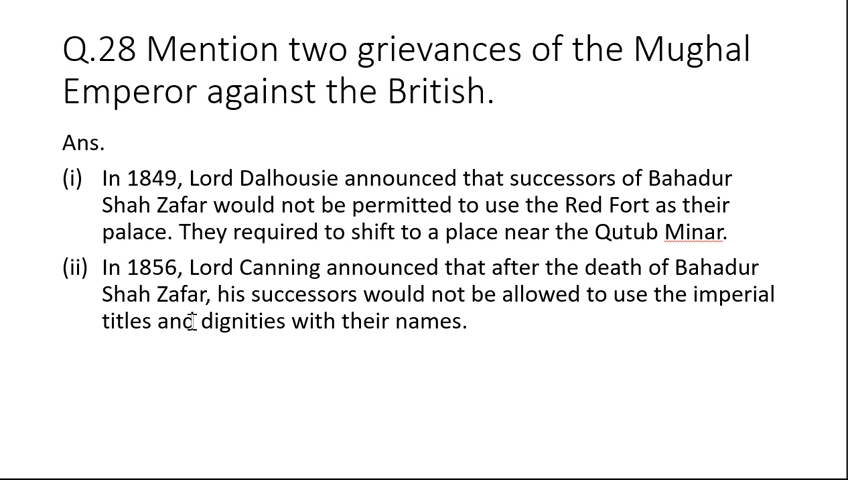 Q.28 Mention two grievances of the Mughal
Emperor against the British.
Ans.
(i) In 1849, Lord Dalhousie announced that successors of Bahadur
Shah Zafar would not be permitted to use the Red Fort as their
palace. They required to shift to a place near the Qutub Minar.
(ii) In 1856, Lord Canning announced that after the death of Bahadur
Shah Zafar, his successors would not be allowed to use the imperial
titles and dignities with their names.